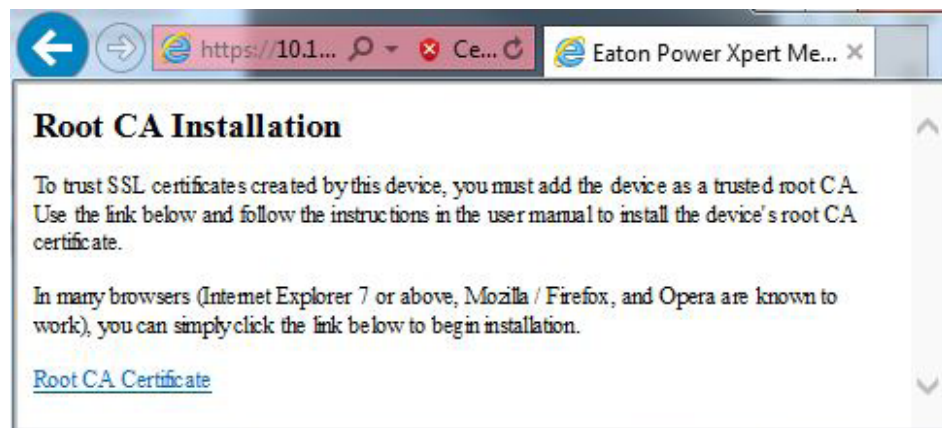 https://10.1... Ce... Eaton Power Xpert Me...
Root CA Installation
To trust SSL certificates created by this device, you must add the device as a trusted root CA.
Use the link below and follow the instructions in the user manual to install the device's root CA
certificate.
In many browsers (Internet Explorer 7 or above, Mozilla / Firefox, and Opera are known to
work), you can simply click the link below to begin installation.
Root CA Certificate